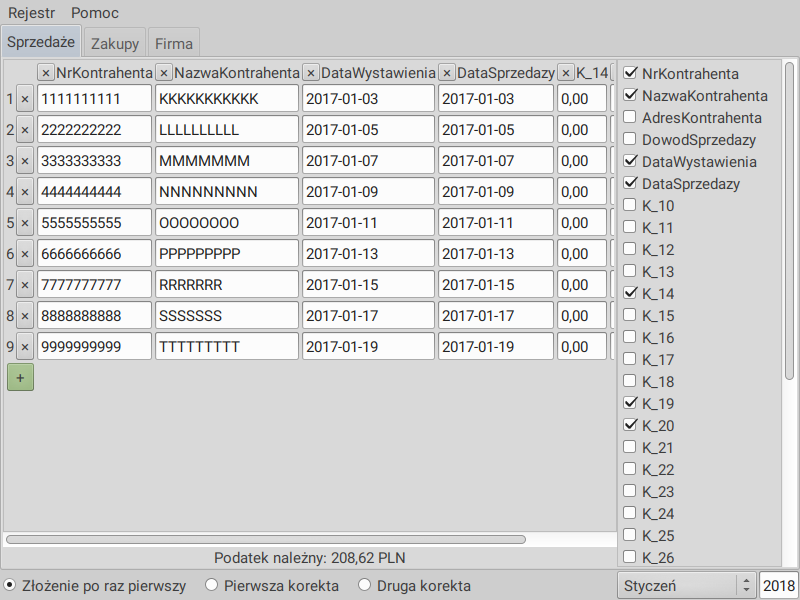 Rejestr Pomoc
Sprzedaże Zakupy Firma
× NrKontrahenta × NazwaKontrahenta × DataWystawienia × DataSprzedazy × K_14
1 × 1111111111 KKKKKKKKKKK 2017-01-03 2017-01-03 0,00
2 × 2222222222 LLLLLLLLLL 2017-01-05 2017-01-05 0,00
3 × 3333333333 MMMMMMM 2017-01-07 2017-01-07 0,00
4 × 4444444444 NNNNNNNNN 2017-01-09 2017-01-09 0,00
5 × 5555555555 OOOOOOOO 2017-01-11 2017-01-11 0,00
6 × 6666666666 PPPPPPPPP 2017-01-13 2017-01-13 0,00
7 × 7777777777 RRRRRRR 2017-01-15 2017-01-15 0,00
8 × 8888888888 SSSSSSS 2017-01-17 2017-01-17 0,00
9 × 9999999999 TTTTTTTTT 2017-01-19 2017-01-19 0,00
+
NrKontrahenta
NazwaKontrahenta
AdresKontrahenta
DowodSprzedazy
DataWystawienia
DataSprzedazy
K_10
K_11
K_12
K_13
K_14
K_15
K_16
K_17
K_18
K_19
K_20
K_21
K_22
K_23
K_24
K_25
K_26
Podatek należny: 208,62 PLN
Złożenie po raz pierwszy Pierwsza korekta Druga korekta Styczeń 2018